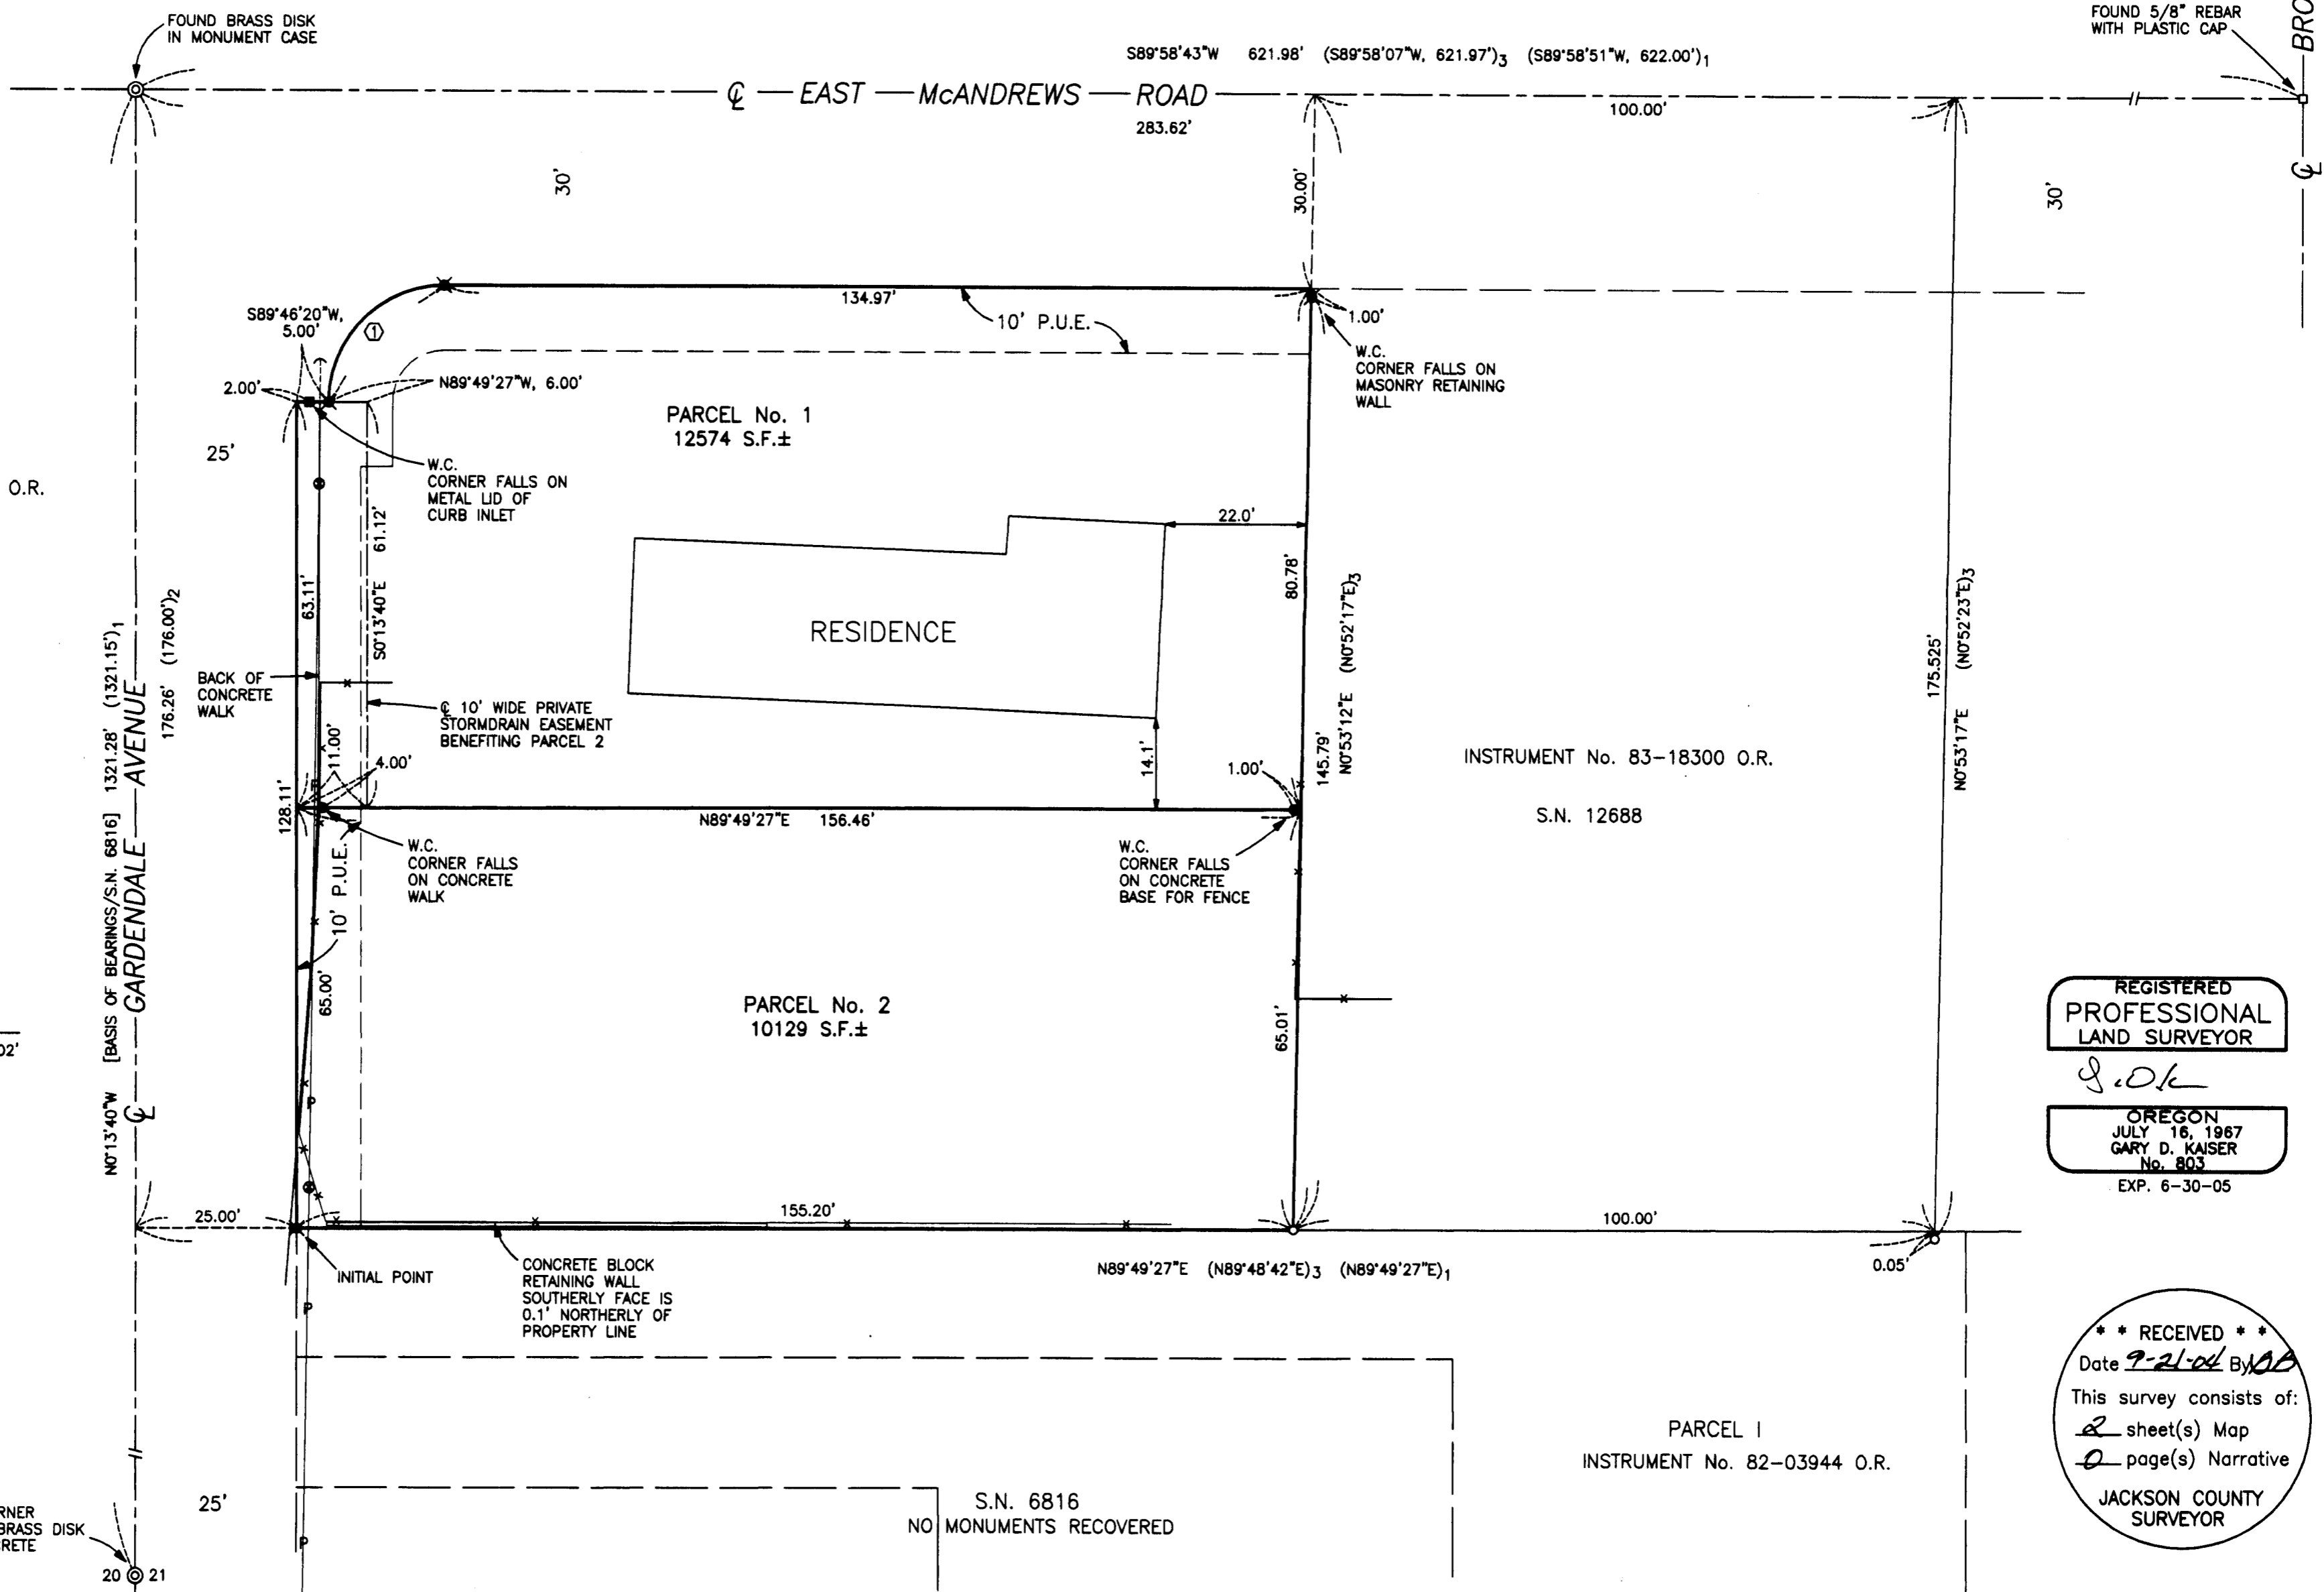 FOUND BRASS DISK
IN MONUMENT CASE
FOUND 5/8" REBAR
WITH PLASTIC CAP
BRO
S89°58'43"W 621.98' (S89°58'07"W, 621.97')3 (S89°58'51"W, 622.00')1
℄ EAST McANDREWS ROAD
283.62'
100.00'
30'
30.00'
30'
℄
134.97'
10' P.U.E.
1.00'
W.C.
CORNER FALLS ON
MASONRY RETAINING
WALL
S89°46'20"W,
5.00'
1
2.00'
N89°49'27"W, 6.00'
PARCEL No. 1
12574 S.F.±
25'
W.C.
CORNER FALLS ON
METAL LID OF
CURB INLET
O.R.
22.0'
63.11'
S0°13'40"E 61.12'
80.78'
RESIDENCE
N0°53'12"E (N0°52'17"E)3
145.79'
175.525'
N0°53'17"E (N0°52'23"E)3
BACK OF
CONCRETE
WALK
℄ 10' WIDE PRIVATE
STORMDRAIN EASEMENT
BENEFITING PARCEL 2
N0°13'40"W [BASIS OF BEARINGS/S.N. 6816] 1321.28' (1321.15')1
℄ GARDENDALE AVENUE
176.26' (176.00')2
11.00'
4.00'
14.1'
1.00'
128.11'
P
N89°49'27"E 156.46'
INSTRUMENT No. 83-18300 O.R.
S.N. 12688
W.C.
CORNER FALLS
ON CONCRETE
WALK
W.C.
CORNER FALLS
ON CONCRETE
BASE FOR FENCE
10' P.U.E.
65.00'
PARCEL No. 2
10129 S.F.±
65.01'
02'
P
REGISTERED
PROFESSIONAL
LAND SURVEYOR
OREGON
JULY 16, 1967
GARY D. KAISER
No. 803
EXP. 6-30-05
25.00'
155.20'
100.00'
0.05'
INITIAL POINT
CONCRETE BLOCK
RETAINING WALL
SOUTHERLY FACE IS
0.1' NORTHERLY OF
PROPERTY LINE
N89°49'27"E (N89°48'42"E)3 (N89°49'27"E)1
P
* * RECEIVED * *
Date 9-21-04 By BB
This survey consists of:
2 sheet(s) Map
0 page(s) Narrative
JACKSON COUNTY
SURVEYOR
PARCEL I
INSTRUMENT No. 82-03944 O.R.
25'
S.N. 6816
NO MONUMENTS RECOVERED
P
RNER
BRASS DISK
CRETE
20 21